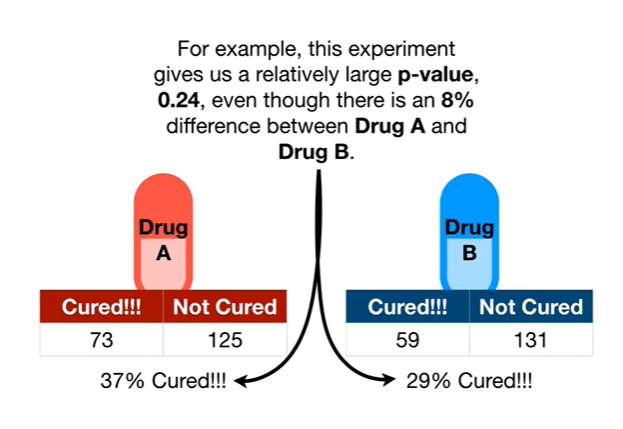 For example, this experiment
gives us a relatively large p-value,
0.24, even though there is an 8%
difference between Drug A and
Drug B.
Drug
A
Drug
B
Cured!!! Not Cured
73 125
Cured!!! Not Cured
59 131
37% Cured!!!
29% Cured!!!